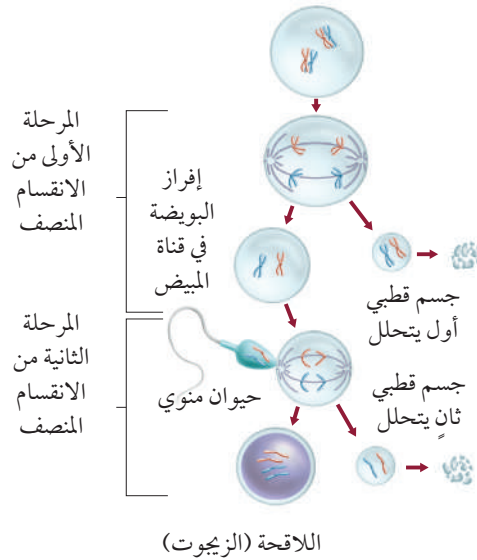 المرحلة
الأولى من
الانقسام
المنصف
إفراز
البويضة
في قناة
المبيض
جسم قطبي
أول يتحلل
المرحلة
الثانية من
الانقسام
المنصف
حيوان منوي
جسم قطبي
ثانٍ يتحلل
اللاقحة (الزيجوت)